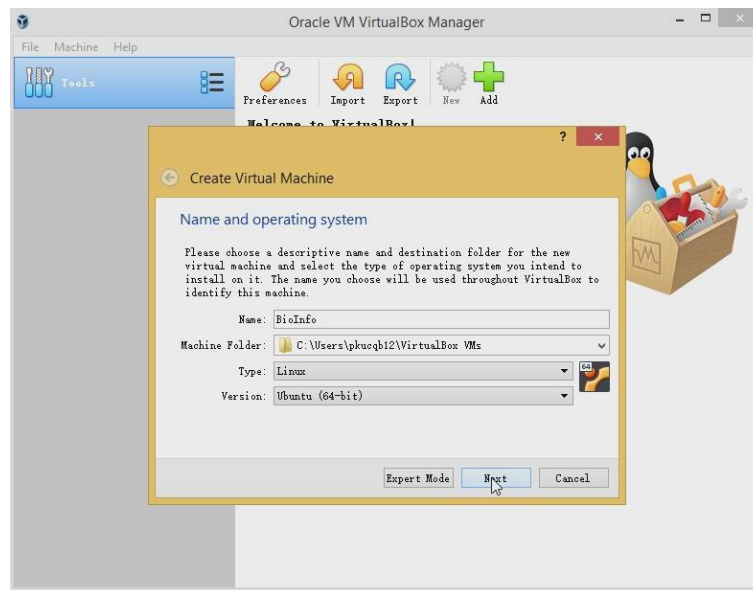 Oracle VM VirtualBox Manager
File Machine Help
Tools
Preferences Import Export New Add
Welcome to VirtualBox!
?
Create Virtual Machine
Name and operating system
Please choose a descriptive name and destination folder for the new
virtual machine and select the type of operating system you intend to
install on it. The name you choose will be used throughout VirtualBox to
identify this machine.
Name: BioInfo
Machine Folder: C:\Users\pkucqb12\VirtualBox VMs
Type: Linux
64
Version: Ubuntu (64-bit)
Expert Mode Next Cancel